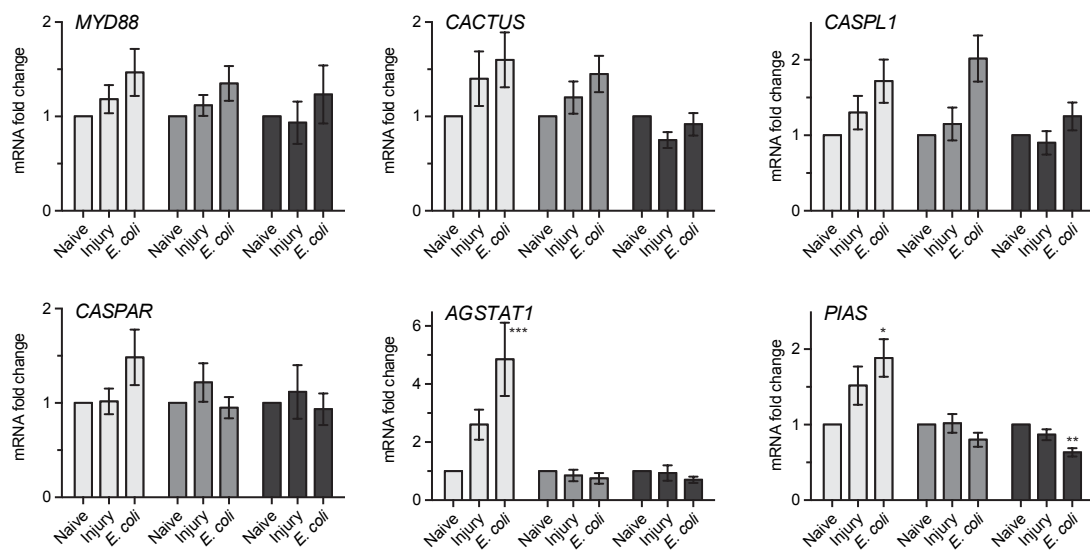 MYD88
mRNA fold change
2
1
0
Naive
Injury
E. coli
Naive
Injury
E. coli
Naive
Injury
E. coli
CACTUS
mRNA fold change
2
1
0
Naive
Injury
E. coli
Naive
Injury
E. coli
Naive
Injury
E. coli
CASPL1
mRNA fold change
2
1
0
Naive
Injury
E. coli
Naive
Injury
E. coli
Naive
Injury
E. coli
CASPAR
mRNA fold change
2
1
0
Naive
Injury
E. coli
Naive
Injury
E. coli
Naive
Injury
E. coli
AGSTAT1
mRNA fold change
6
4
2
0
***
Naive
Injury
E. coli
Naive
Injury
E. coli
Naive
Injury
E. coli
PIAS
mRNA fold change
2
1
0
*
**
Naive
Injury
E. coli
Naive
Injury
E. coli
Naive
Injury
E. coli